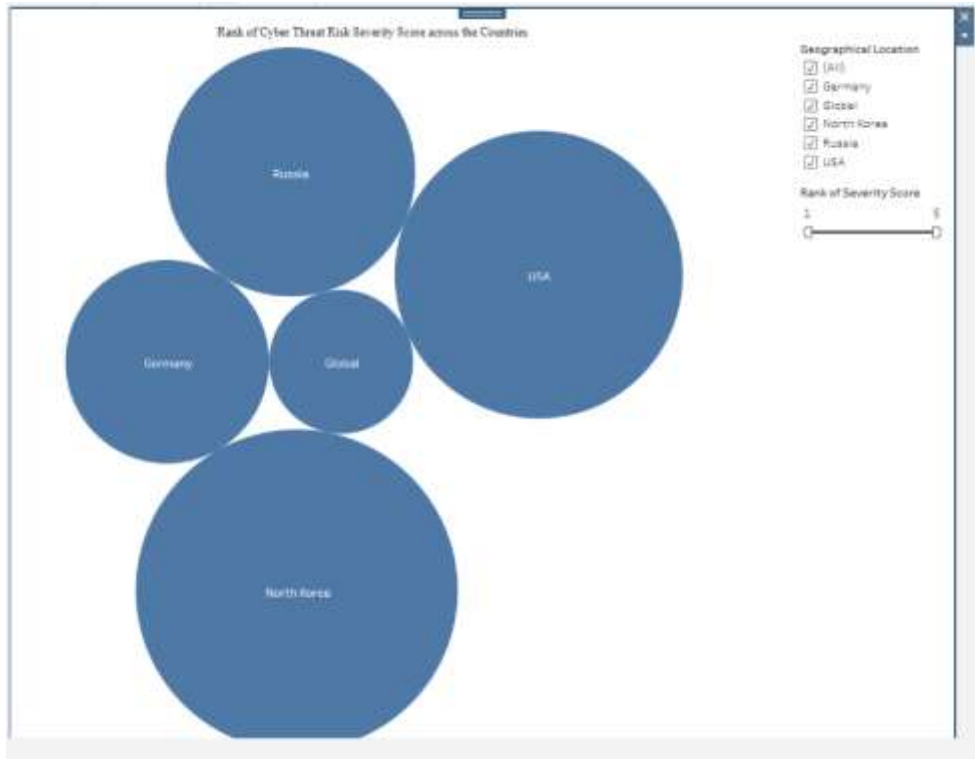 Rank of Cyber Threat Risk Severity Score across the Countries
Geographical Location
(All)
Germany
Global
North Korea
Russia
USA
Rank of Severity Score
1 5
Russia
USA
Germany
Global
North Korea